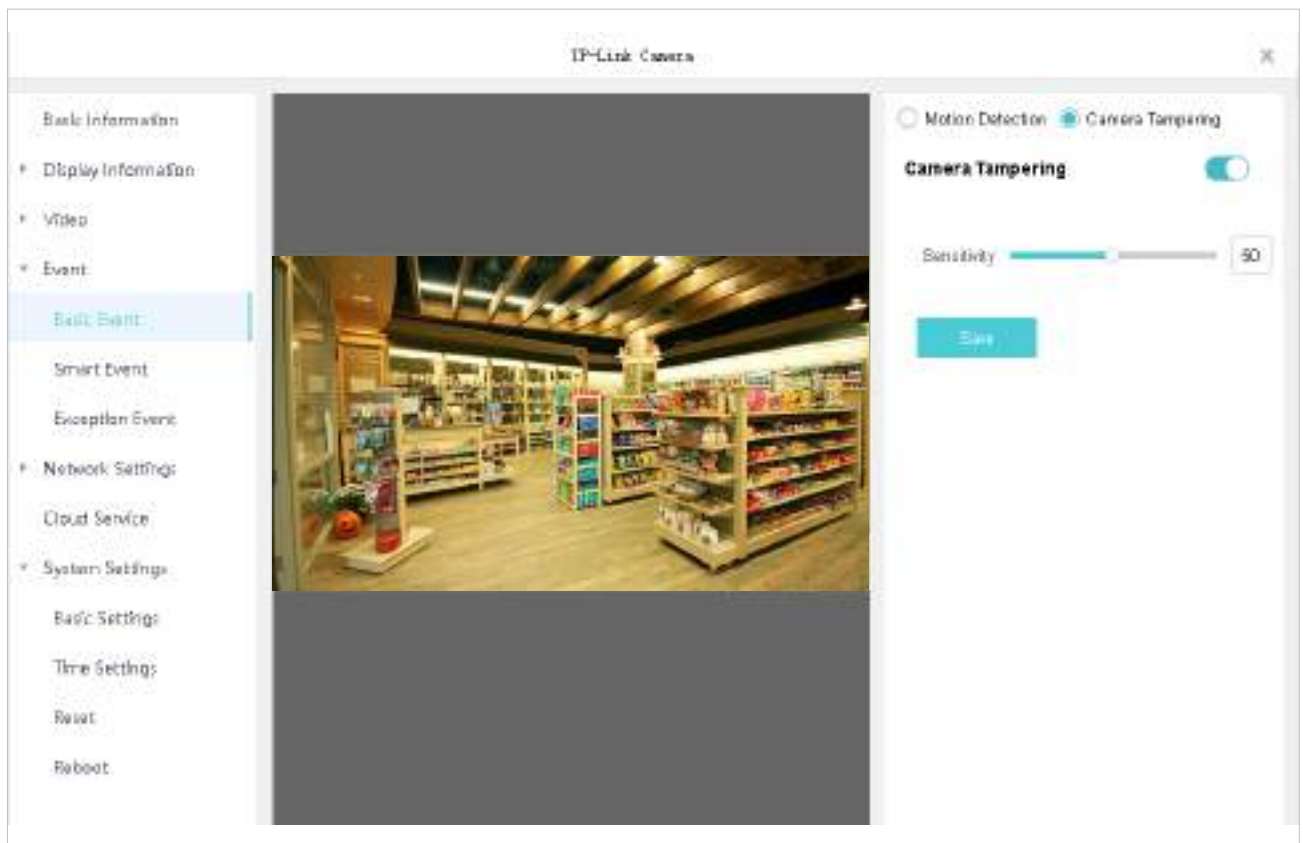 TP-Link Camera
Basic Information
Display Information
Video
Event
Basic Event
Smart Event
Exception Event
Network Settings
Cloud Service
System Settings
Basic Settings
Time Settings
Reset
Reboot
Motion Detection
Camera Tampering
Camera Tampering
Sensitivity
Save